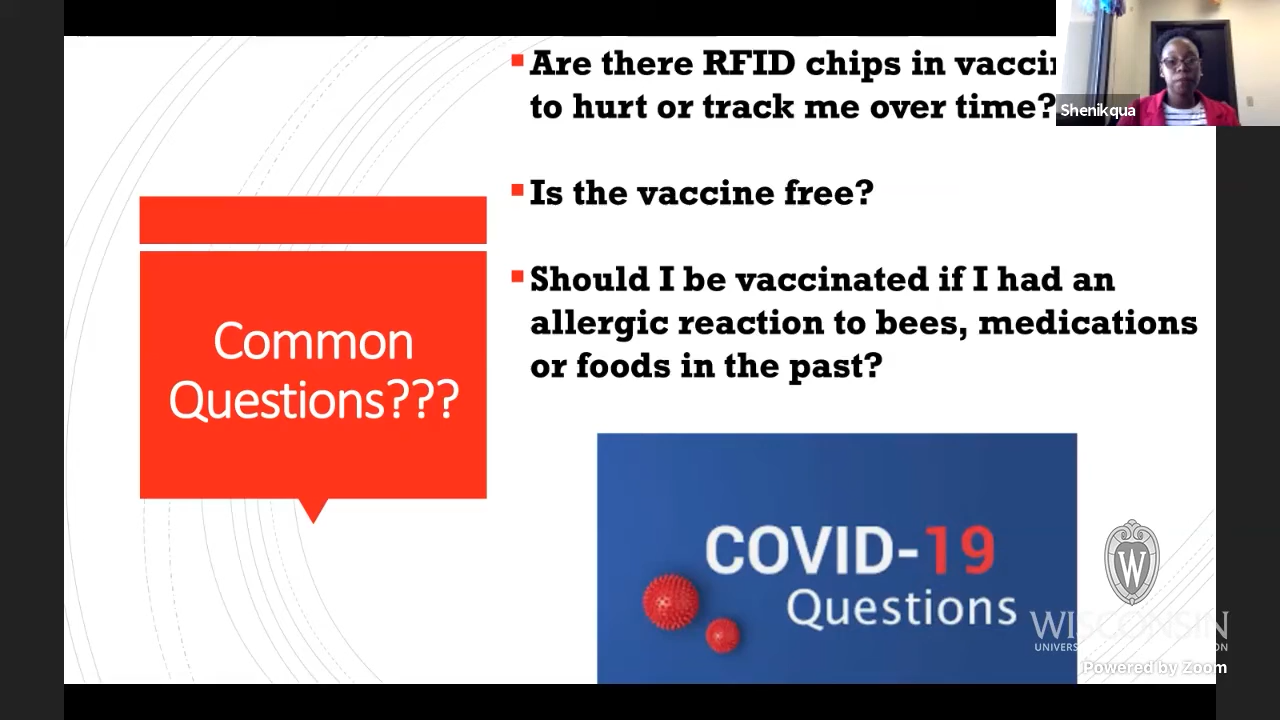 Are there RFID chips in
to hurt or track me over time?
Shenikqua
Is the vaccine free?
Should I be vaccinated if I had an
allergic reaction to bees, medications
or foods in the past?
Common
Questions???
COVID-19
Questions
W
WISCONSIN
Powered by Zoom